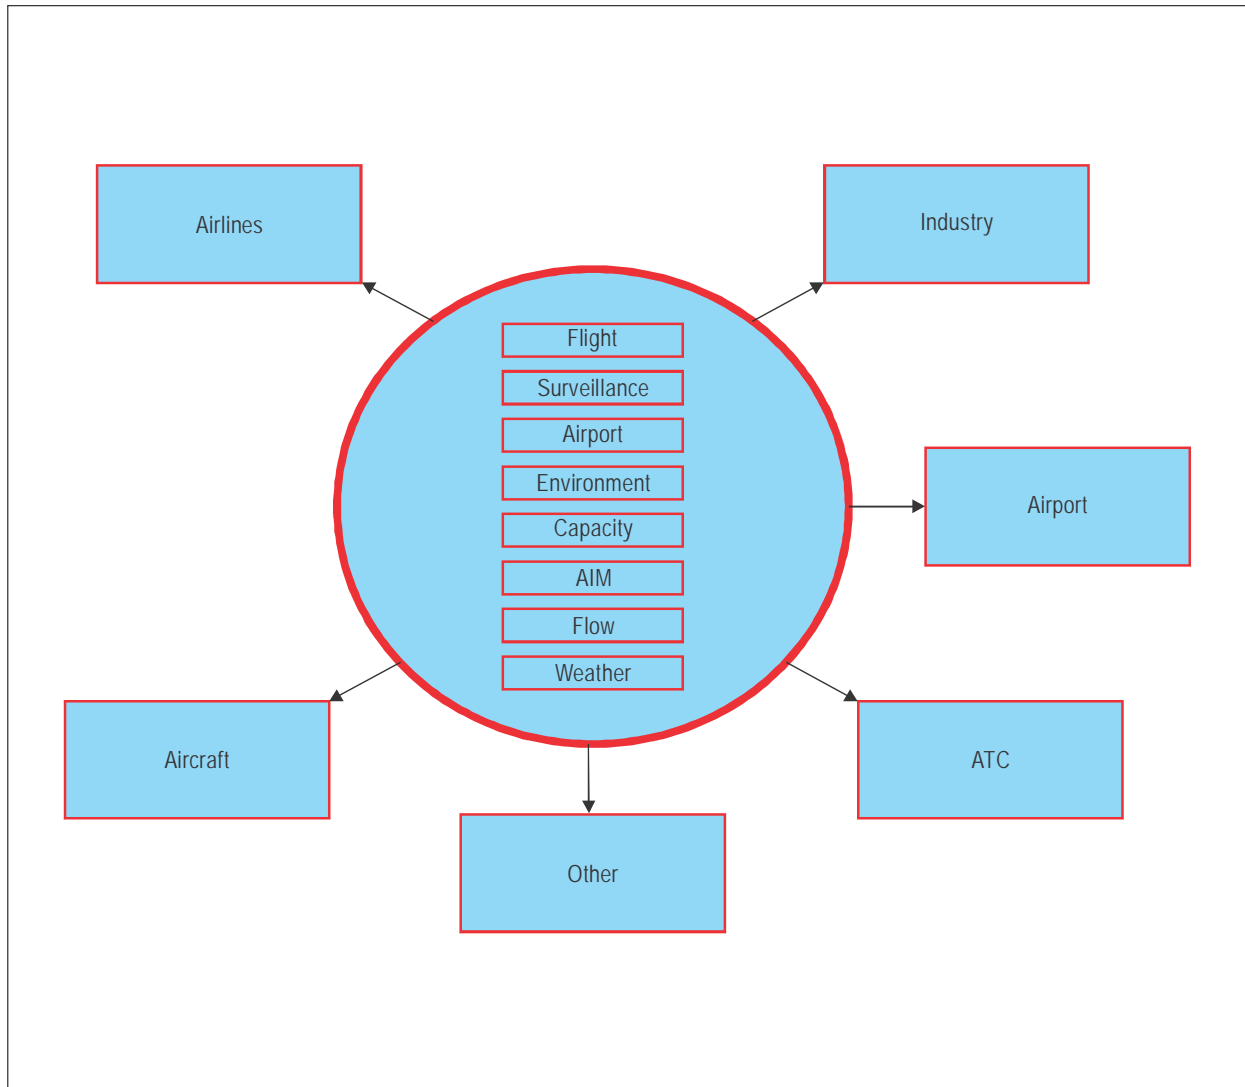 Airlines
Industry
Flight
Surveillance
Airport
Environment
Capacity
AIM
Flow
Weather
Airport
Aircraft
ATC
Other